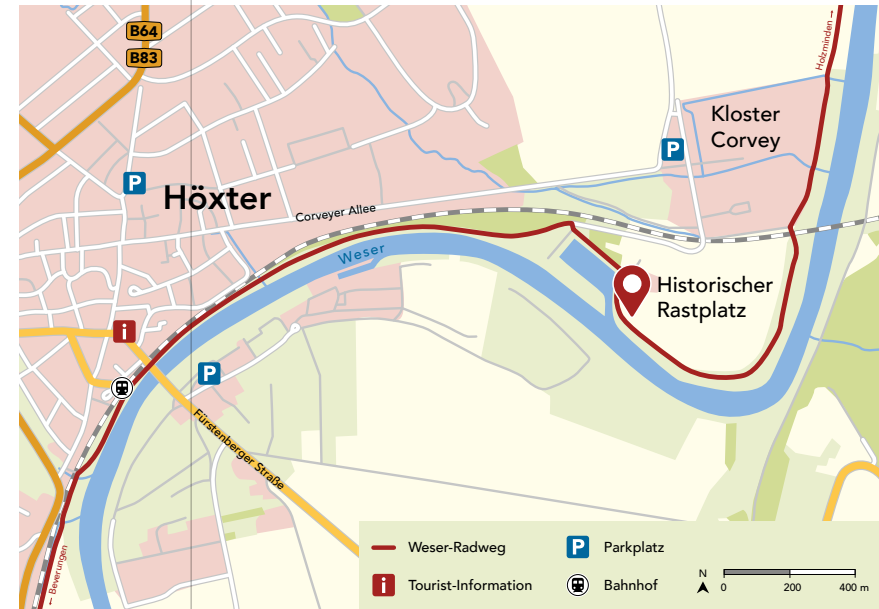 B64
B83
Holzminden →
Kloster
Corvey
P
P
Höxter
Corveyer Allee
Weser
Historischer
Rastplatz
i
P
Fürstenberger Straße
← Beverungen
Weser-Radweg
P Parkplatz
i Tourist-Information
Bahnhof
N
0 200 400 m